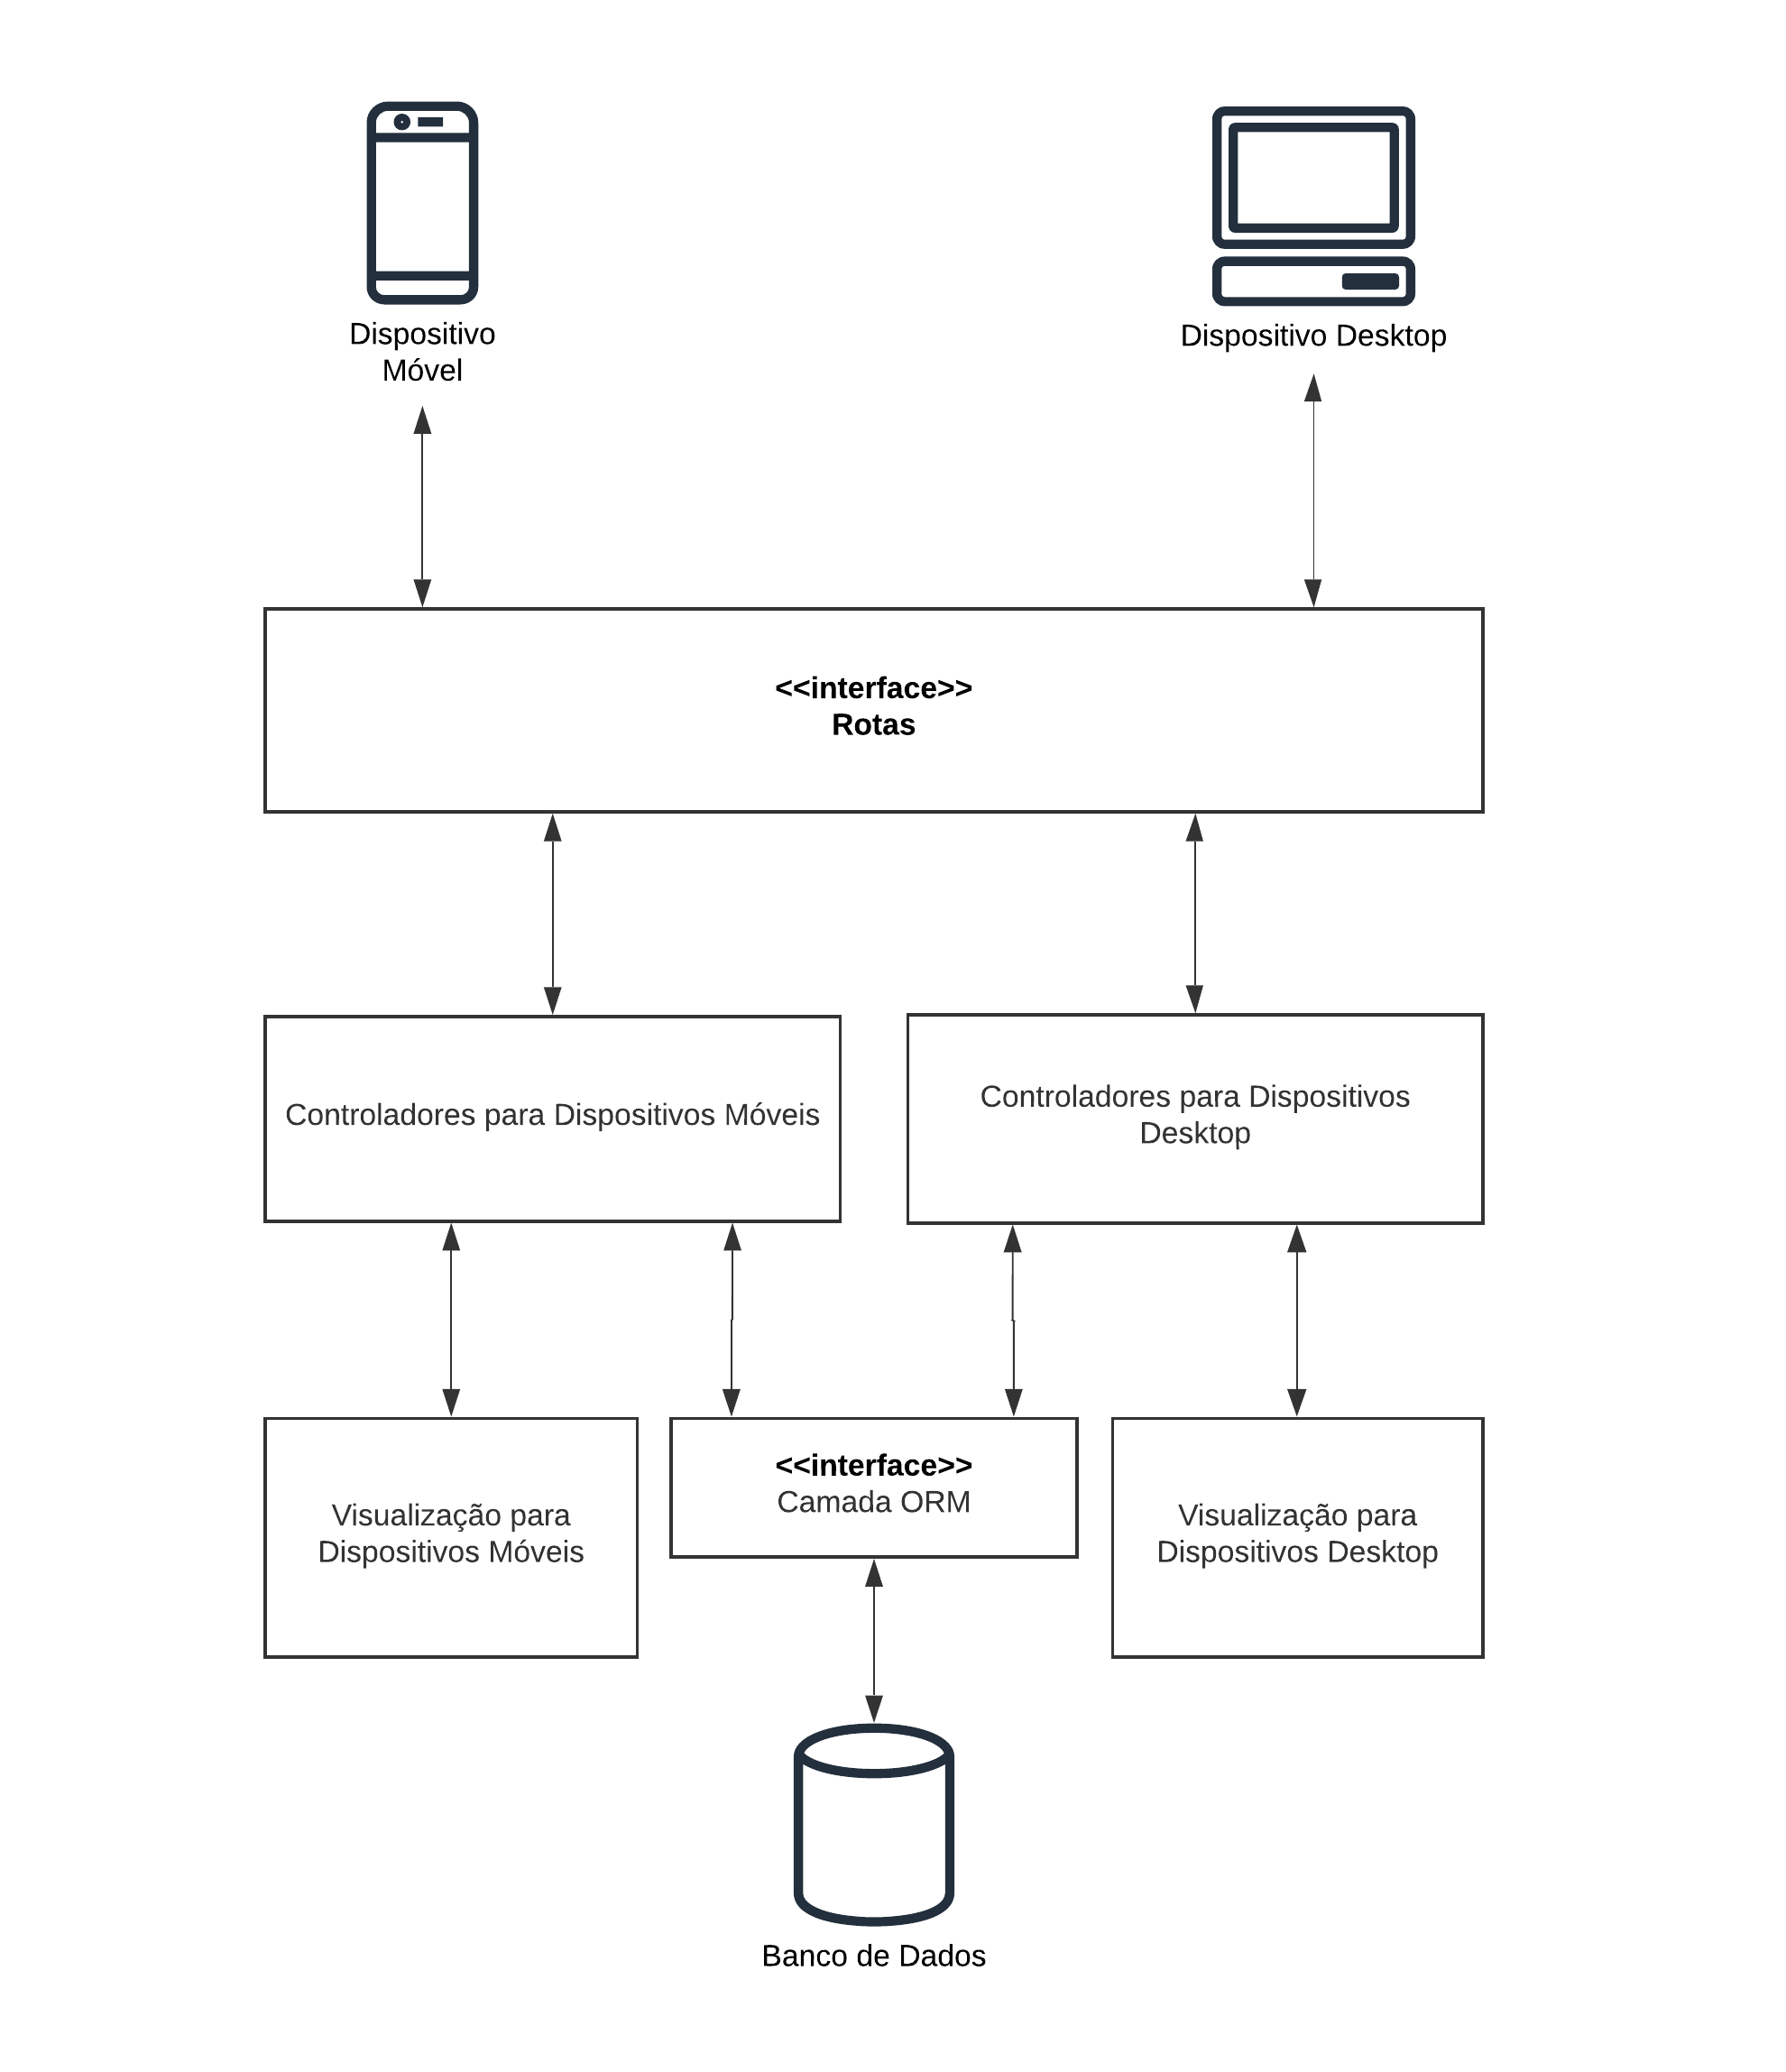 Dispositivo
Móvel
Dispositivo Desktop
<<interface>>
Rotas
Controladores para Dispositivos Móveis
Controladores para Dispositivos
Desktop
Visualização para
Dispositivos Móveis
<<interface>>
Camada ORM
Visualização para
Dispositivos Desktop
Banco de Dados